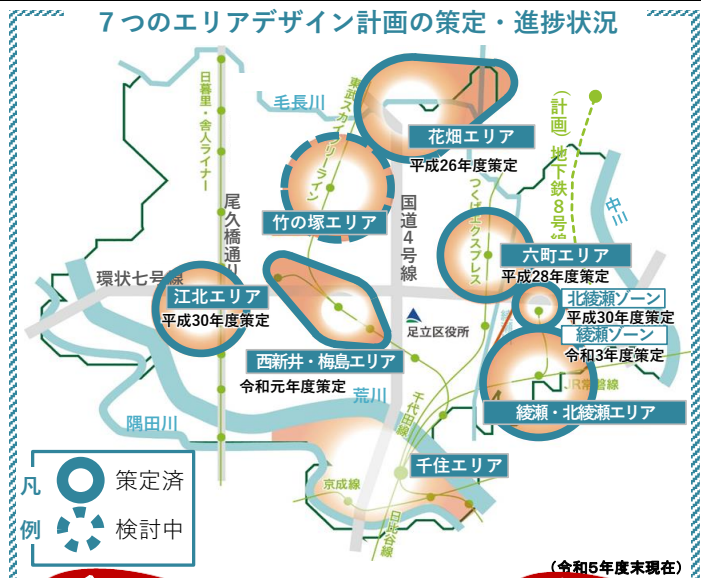 ７つのエリアデザイン計画の策定・進捗状況
日暮里・舎人ライナー
毛長川
東武スカイツリーライン
花畑エリア
平成26年度策定
(計画) 地下鉄８号線
中川
竹の塚エリア
尾久橋通り
国道４号線
つくばエクスプレス
六町エリア
平成28年度策定
環状七号線
江北エリア
平成30年度策定
北綾瀬ゾーン
平成30年度策定
足立区役所
綾瀬ゾーン
令和3年度策定
西新井・梅島エリア
令和元年度策定
荒川
JR常磐線
綾瀬・北綾瀬エリア
隅田川
千代田線
千住エリア
京成線
日比谷線
凡例
策定済
検討中
(令和５年度末現在)